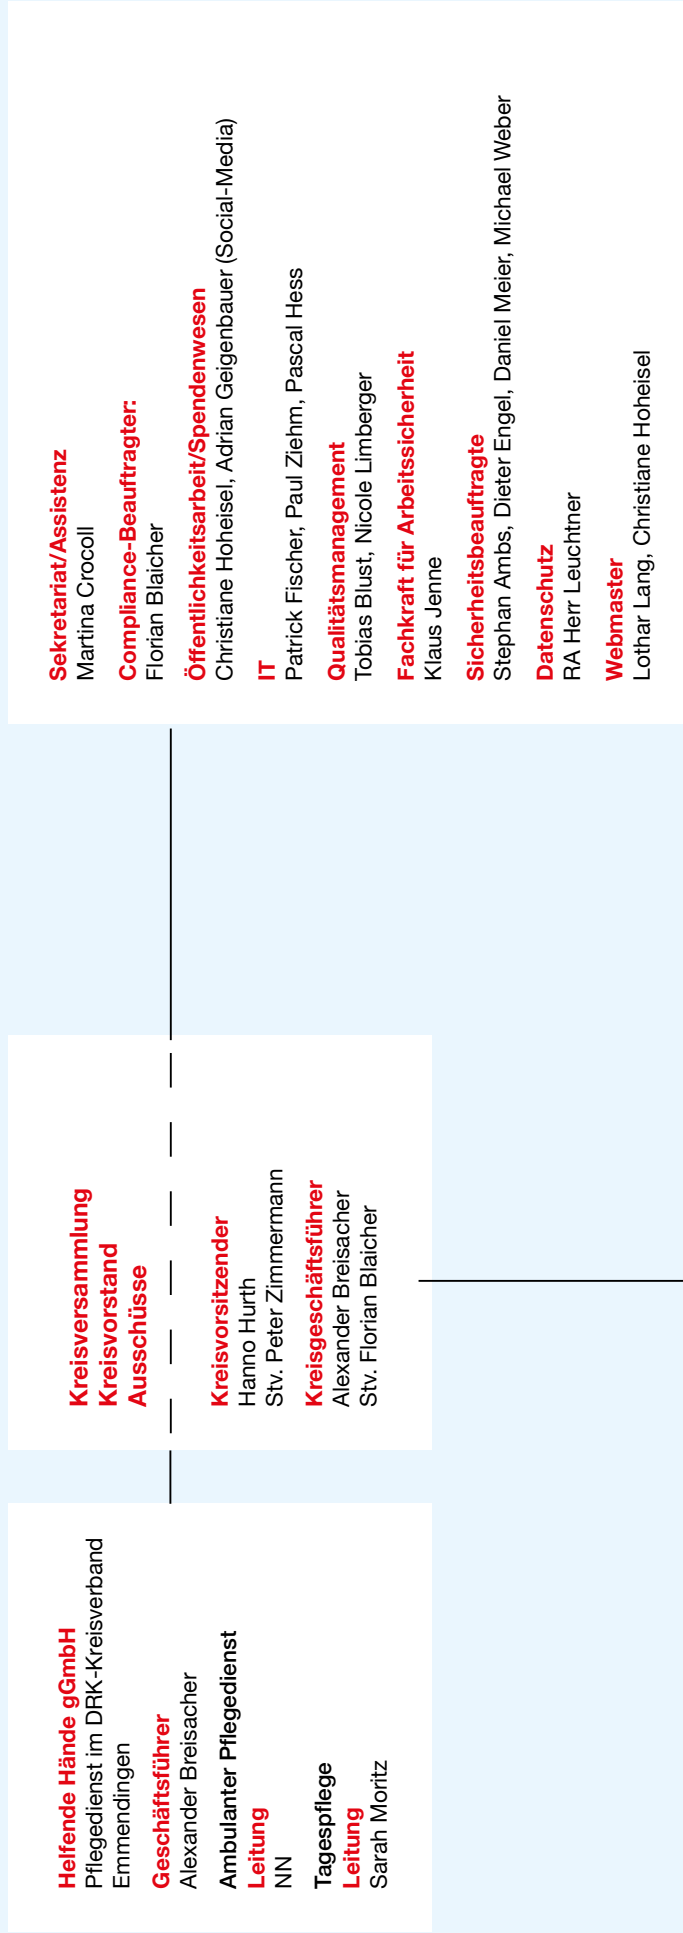 Helfende Hände gGmbH
Pflegedienst im DRK-Kreisverband
Emmendingen
Geschäftsführer
Alexander Breisacher
Ambulanter Pflegedienst
Leitung
NN
Tagespflege
Leitung
Sarah Moritz
Kreisversammlung
Kreisvorstand
Ausschüsse
Kreisvorsitzender
Hanno Hurth
Stv. Peter Zimmermann
Kreisgeschäftsführer
Alexander Breisacher
Stv. Florian Blaicher
Sekretariat/Assistenz
Martina Crocoll
Compliance-Beauftragter:
Florian Blaicher
Öffentlichkeitsarbeit/Spendenwesen
Christiane Hoheisel, Adrian Geigenbauer (Social-Media)
IT
Patrick Fischer, Paul Ziehm, Pascal Hess
Qualitätsmanagement
Tobias Blust, Nicole Limberger
Fachkraft für Arbeitssicherheit
Klaus Jenne
Sicherheitsbeauftragte
Stephan Ambs, Dieter Engel, Daniel Meier, Michael Weber
Datenschutz
RA Herr Leuchtner
Webmaster
Lothar Lang, Christiane Hoheisel